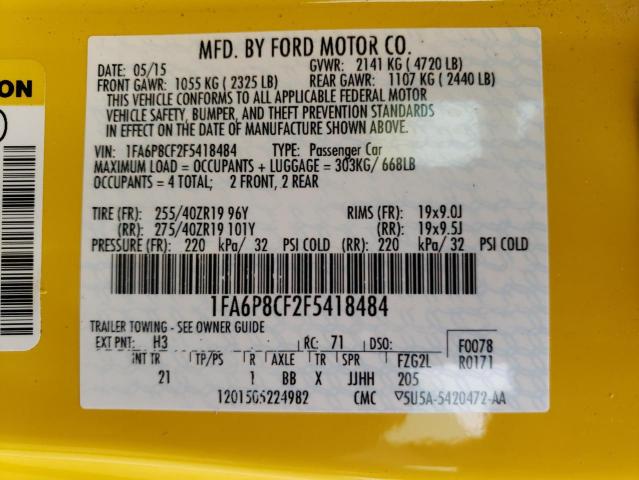 MFD. BY FORD MOTOR CO.
DATE: 05/15 GVWR: 2141 KG ( 4720 LB)
FRONT GAWR: 1055 KG ( 2325 LB) REAR GAWR: 1107 KG ( 2440 LB)
THIS VEHICLE CONFORMS TO ALL APPLICABLE FEDERAL MOTOR
VEHICLE SAFETY, BUMPER, AND THEFT PREVENTION STANDARDS
IN EFFECT ON THE DATE OF MANUFACTURE SHOWN ABOVE.
VIN: 1FA6P8CF2F5418484 TYPE: Passenger Car
MAXIMUM LOAD = OCCUPANTS + LUGGAGE = 303KG/ 668LB
OCCUPANTS = 4 TOTAL; 2 FRONT, 2 REAR
TIRE (FR): 255/40ZR19 96Y RIMS (FR): 19x9.0J
(RR): 275/40ZR19 101Y (RR): 19x9.5J
PRESSURE (FR): 220 kPa/ 32 PSI COLD (RR): 220 kPa/ 32 PSI COLD
1FA6P8CF2F5418484
TRAILER TOWING - SEE OWNER GUIDE
EXT PNT: H3 RC: 71 DSO: F0078
INT TR TP/PS R AXLE TR SPR FZG2L R0171
21 1 BB X JJHH 205
1201505224982 CMC ▽5U5A-5420472-AA
ON